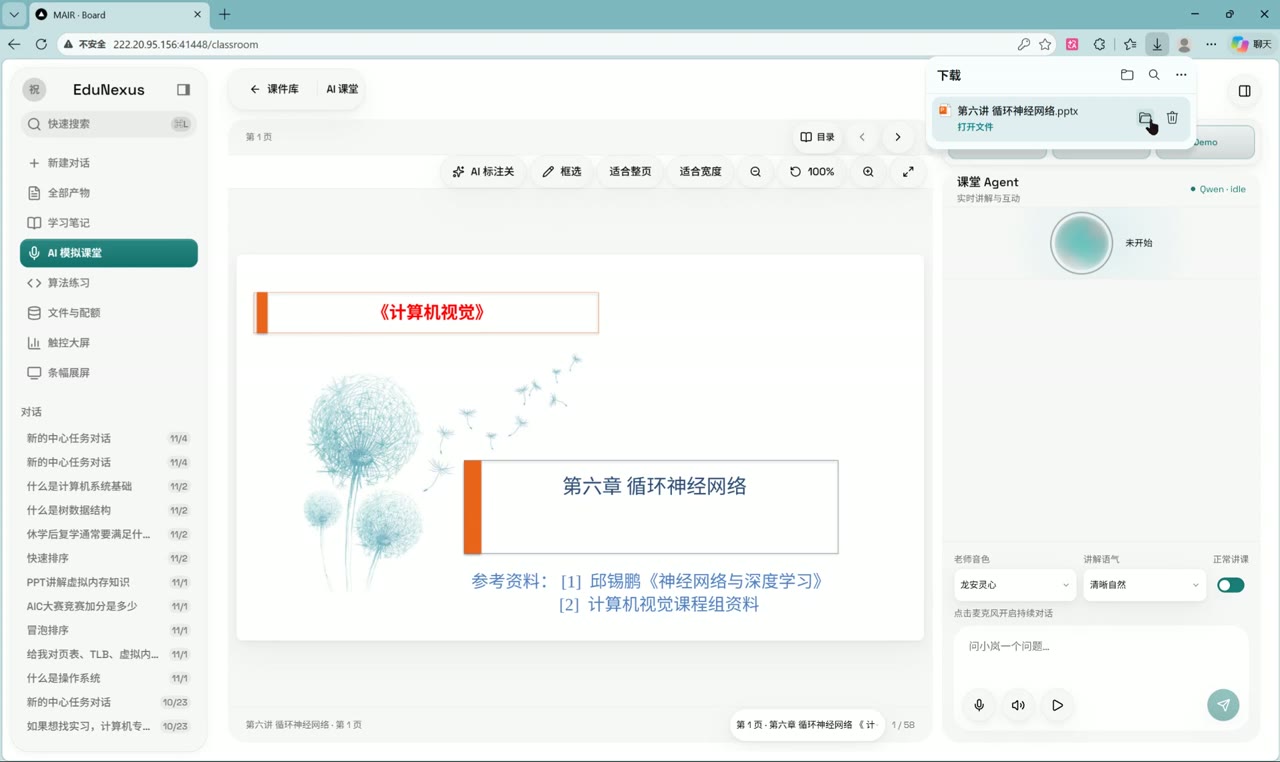 MAIR · Board
不安全 222.20.95.156:41448/classroom
聊天
祝 EduNexus
快速搜索 ⌘L
新建对话
全部产物
学习笔记
AI 模拟课堂
算法练习
文件与配额
触控大屏
条幅展屏
对话
新的中心任务对话 11/4
新的中心任务对话 11/4
什么是计算机系统基础 11/2
什么是树数据结构 11/2
休学后复学通常要满足什... 11/2
快速排序 11/2
PPT讲解虚拟内存知识 11/1
AIC大赛竞赛加分是多少 11/1
冒泡排序 11/1
给我对页表、TLB、虚拟内... 11/1
什么是操作系统 11/1
新的中心任务对话 10/23
如果想找实习，计算机专... 10/23
课件库 AI 课堂
第 1 页 目录
AI 标注关 框选 适合整页 适合宽度 100%
《计算机视觉》
第六章 循环神经网络
参考资料： [1] 邱锡鹏《神经网络与深度学习》
[2] 计算机视觉课程组资料
第六讲 循环神经网络 · 第 1 页 第 1 页 · 第六章 循环神经网络 《 计 1 / 58
下载
第六讲 循环神经网络.pptx
打开文件
Demo
课堂 Agent
实时讲解与互动
Qwen · idle
未开始
老师音色 讲解语气 正常讲课
龙安灵心 清晰自然
点击麦克风开启持续对话
问小岚一个问题...